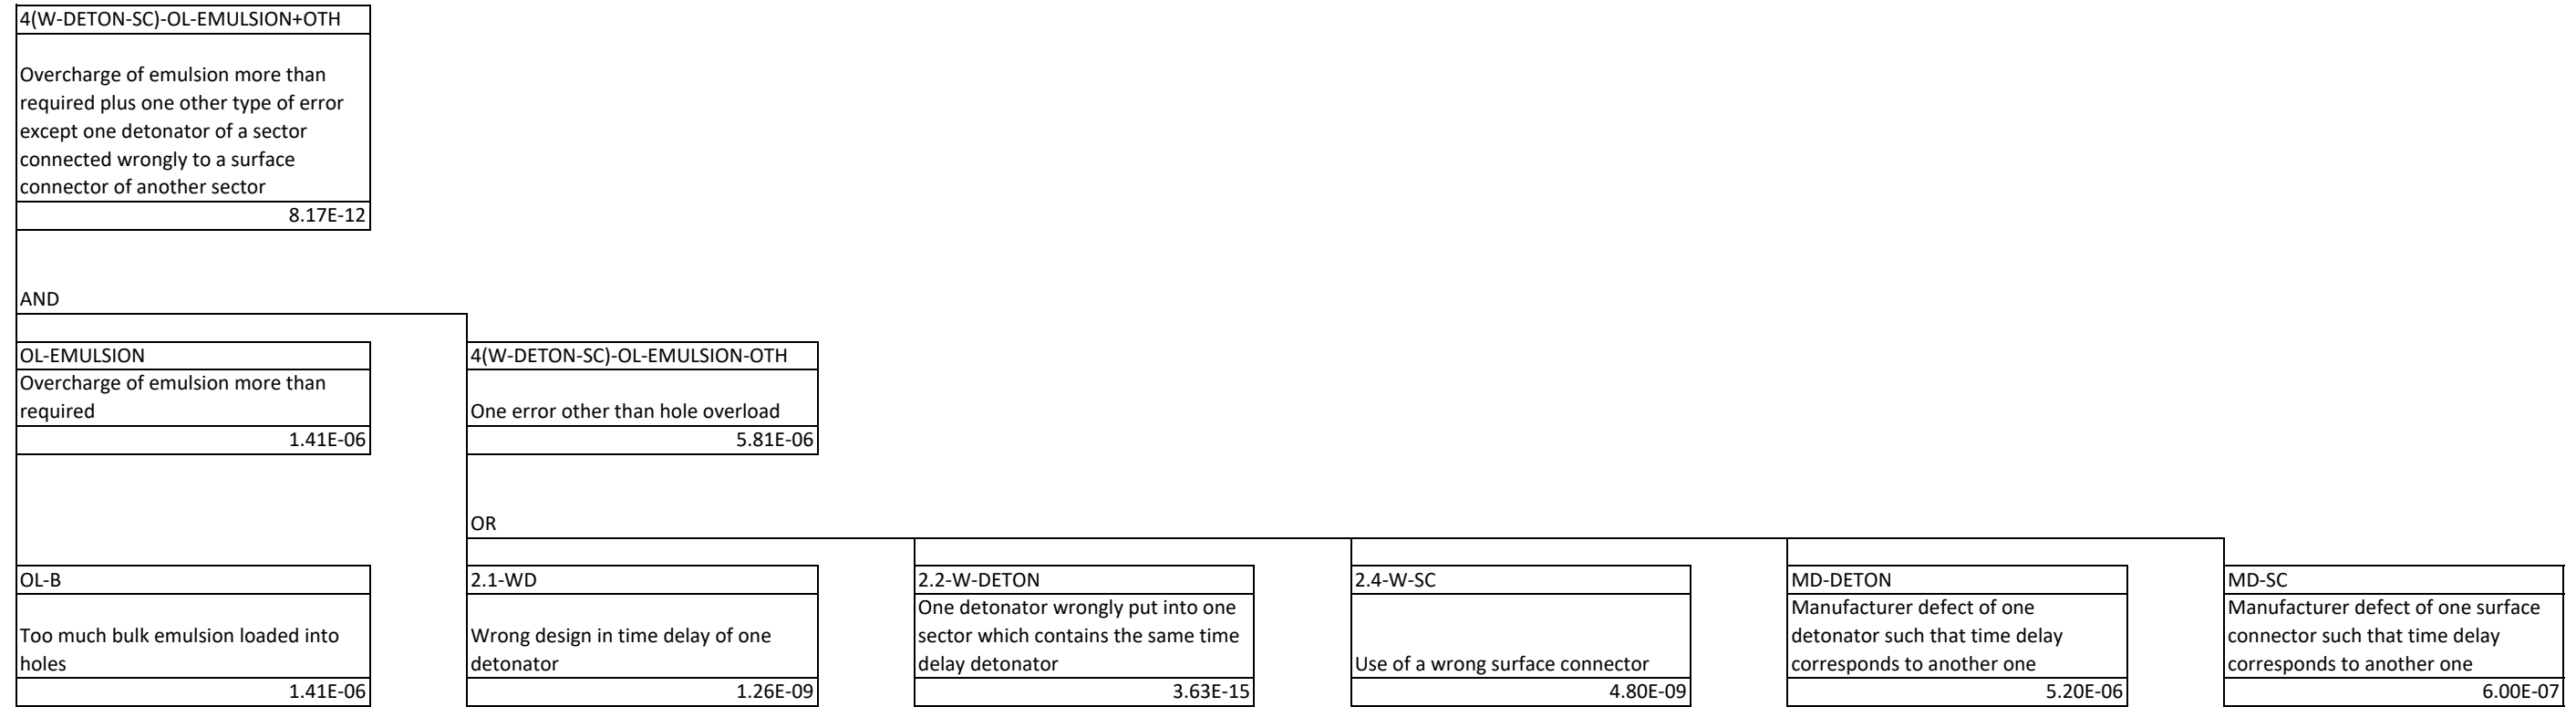 4(W-DETON-SC)-OL-EMULSION+OTH
Overcharge of emulsion more than
required plus one other type of error
except one detonator of a sector
connected wrongly to a surface
connector of another sector
8.17E-12
AND
OL-EMULSION
Overcharge of emulsion more than
required
1.41E-06
4(W-DETON-SC)-OL-EMULSION-OTH
One error other than hole overload
5.81E-06
OR
OL-B
Too much bulk emulsion loaded into
holes
1.41E-06
2.1-WD
Wrong design in time delay of one
detonator
1.26E-09
2.2-W-DETON
One detonator wrongly put into one
sector which contains the same time
delay detonator
3.63E-15
2.4-W-SC
Use of a wrong surface connector
4.80E-09
MD-DETON
Manufacturer defect of one
detonator such that time delay
corresponds to another one
5.20E-06
MD-SC
Manufacturer defect of one surface
connector such that time delay
corresponds to another one
6.00E-07